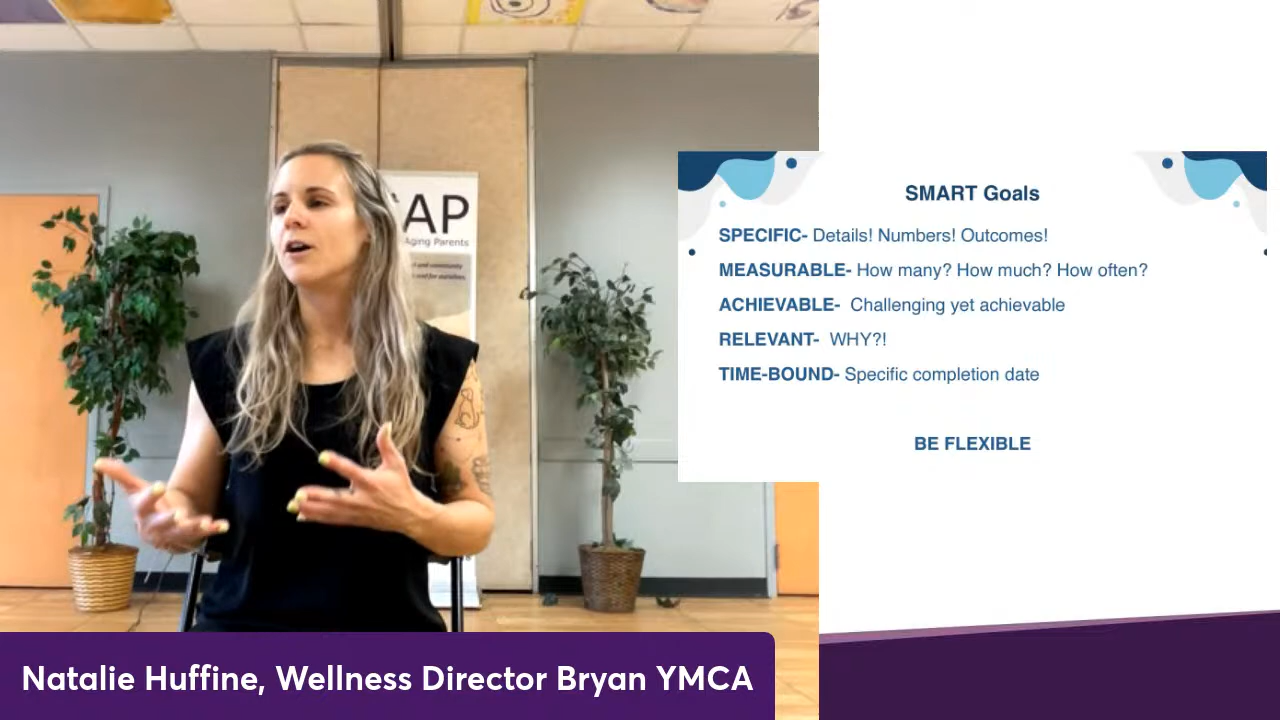 AP
Aging Parents
SMART Goals
SPECIFIC- Details! Numbers! Outcomes!
MEASURABLE- How many? How much? How often?
ACHIEVABLE- Challenging yet achievable
RELEVANT- WHY?!
TIME-BOUND- Specific completion date
BE FLEXIBLE
Natalie Huffine, Wellness Director Bryan YMCA